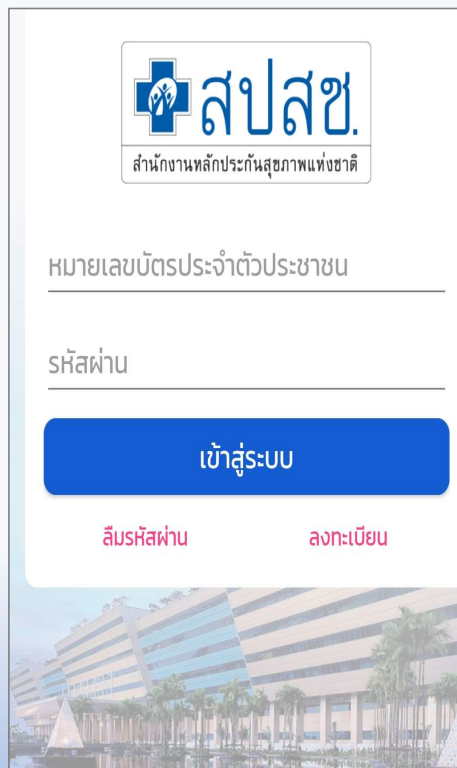 สปสช.
สำนักงานหลักประกันสุขภาพแห่งชาติ
หมายเลขบัตรประจำตัวประชาชน
รหัสผ่าน
เข้าสู่ระบบ
ลืมรหัสผ่าน ลงทะเบียน